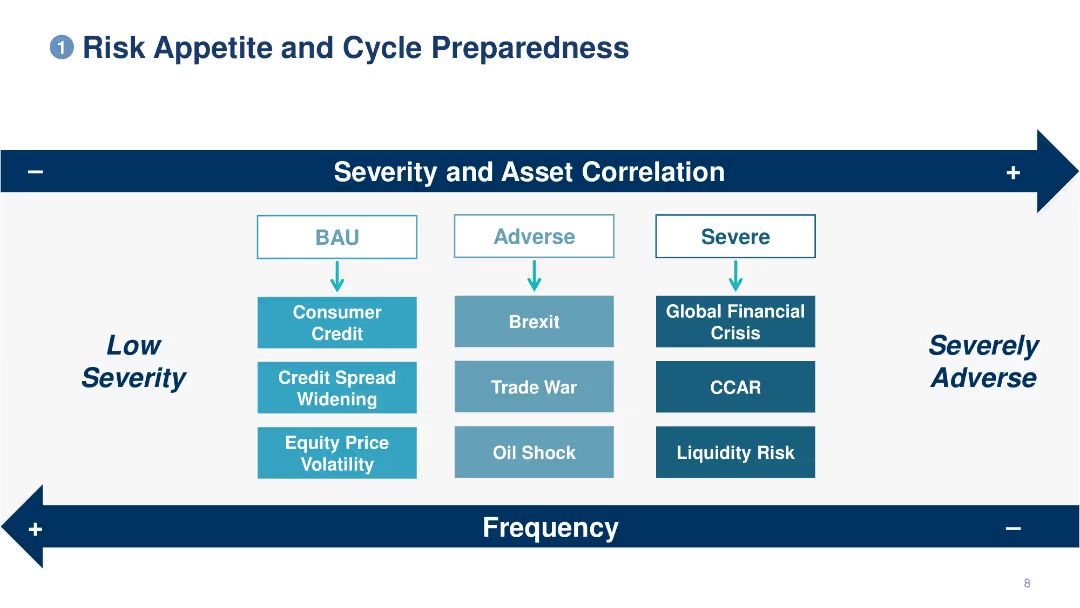 1 Risk Appetite and Cycle Preparedness
– Severity and Asset Correlation +
BAU
Adverse
Severe
Consumer
Credit
Brexit
Global Financial
Crisis
Low
Severity
Credit Spread
Widening
Trade War
CCAR
Severely
Adverse
Equity Price
Volatility
Oil Shock
Liquidity Risk
+ Frequency –
8